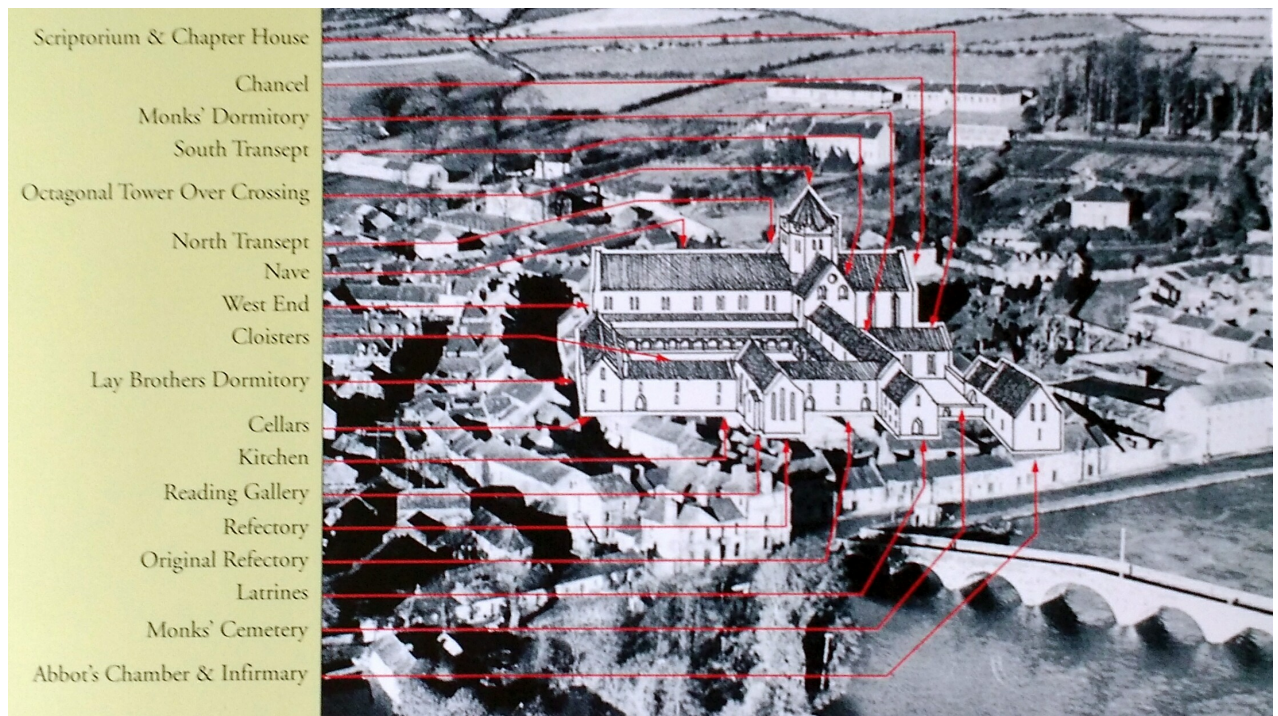 Scriptorium & Chapter House
Chancel
Monks' Dormitory
South Transept
Octagonal Tower Over Crossing
North Transept
Nave
West End
Cloisters
Lay Brothers Dormitory
Cellars
Kitchen
Reading Gallery
Refectory
Original Refectory
Latrines
Monks' Cemetery
Abbot's Chamber & Infirmary